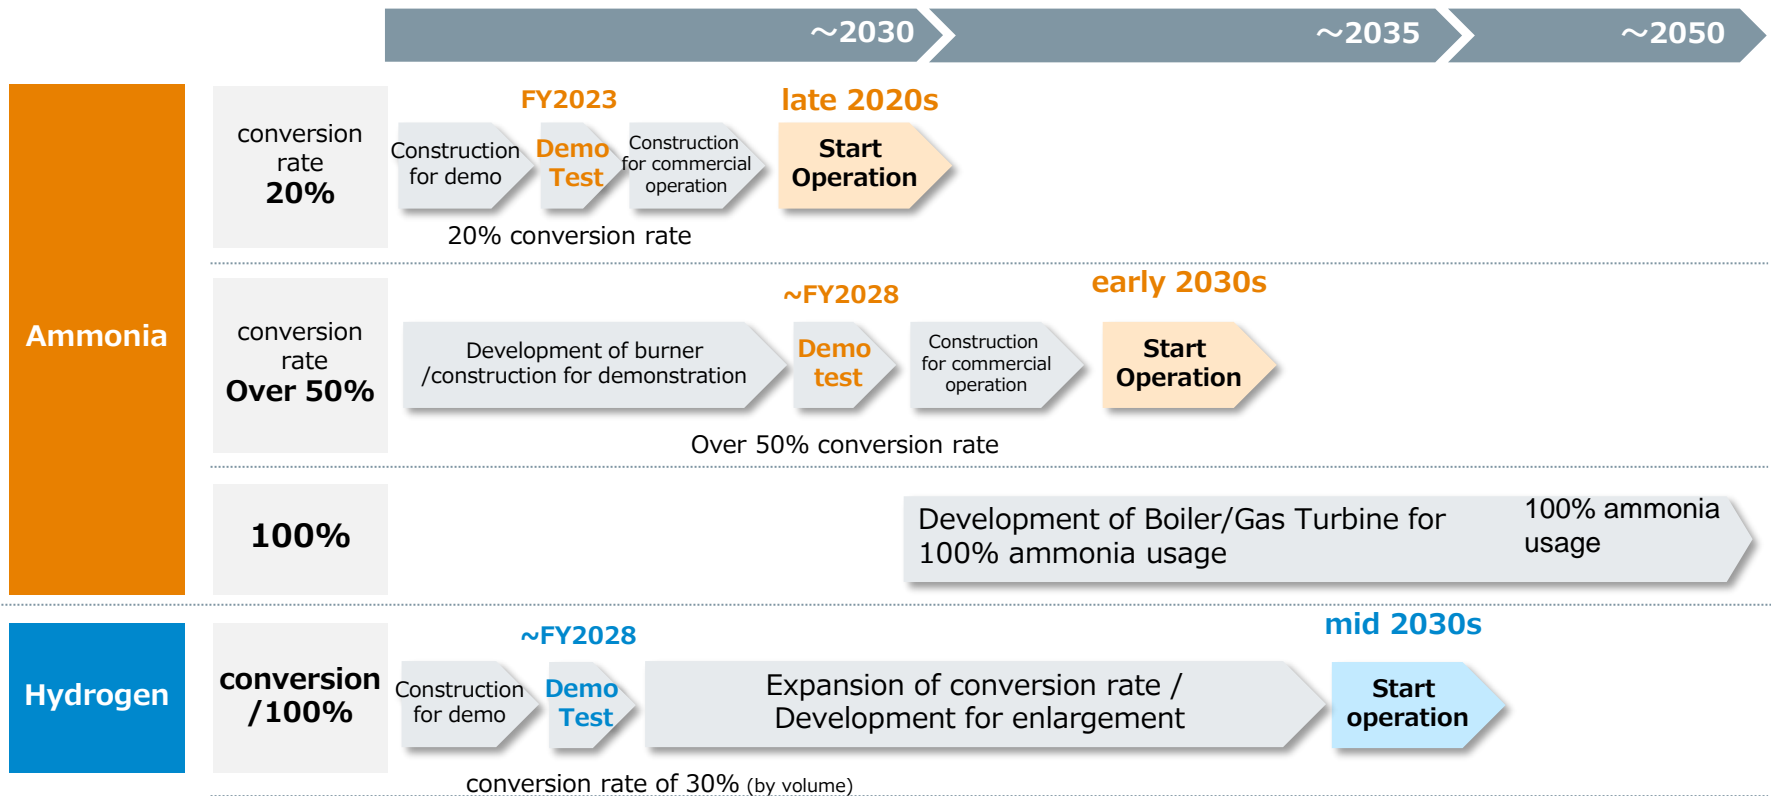 ～2030
～2035
～2050
Ammonia
conversion
rate
20%
FY2023
late 2020s
Construction
for demo
Demo
Test
Construction
for commercial
operation
Start
Operation
20% conversion rate
conversion
rate
Over 50%
~FY2028
early 2030s
Development of burner
/construction for demonstration
Demo
test
Construction
for commercial
operation
Start
Operation
Over 50% conversion rate
100%
Development of Boiler/Gas Turbine for
100% ammonia usage
100% ammonia
usage
Hydrogen
conversion
/100%
~FY2028
mid 2030s
Construction
for demo
Demo
Test
Expansion of conversion rate /
Development for enlargement
Start
operation
conversion rate of 30% (by volume)